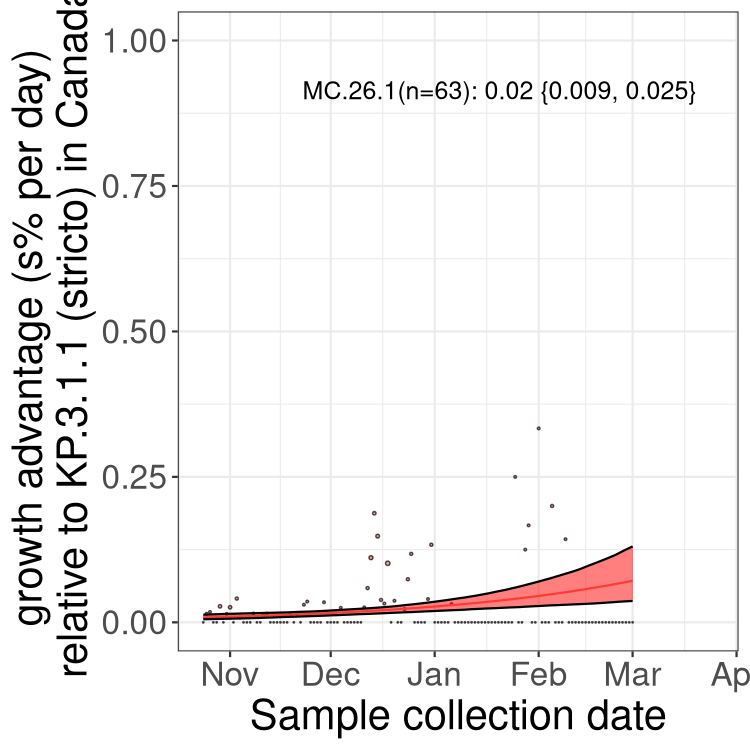 growth advantage (s% per day)
relative to KP.3.1.1 (stricto) in Canada
1.00
0.75
0.50
0.25
0.00
MC.26.1(n=63): 0.02 {0.009, 0.025}
Nov Dec Jan Feb Mar Ap
Sample collection date